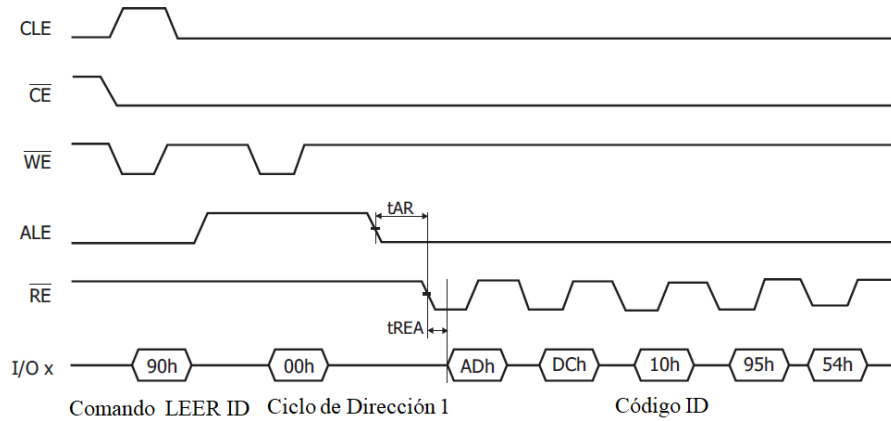 CLE
CE
WE
ALE
tAR
RE
tREA
I/O x 90h 00h ADh DCh 10h 95h 54h
Comando LEER ID Ciclo de Dirección 1 Código ID